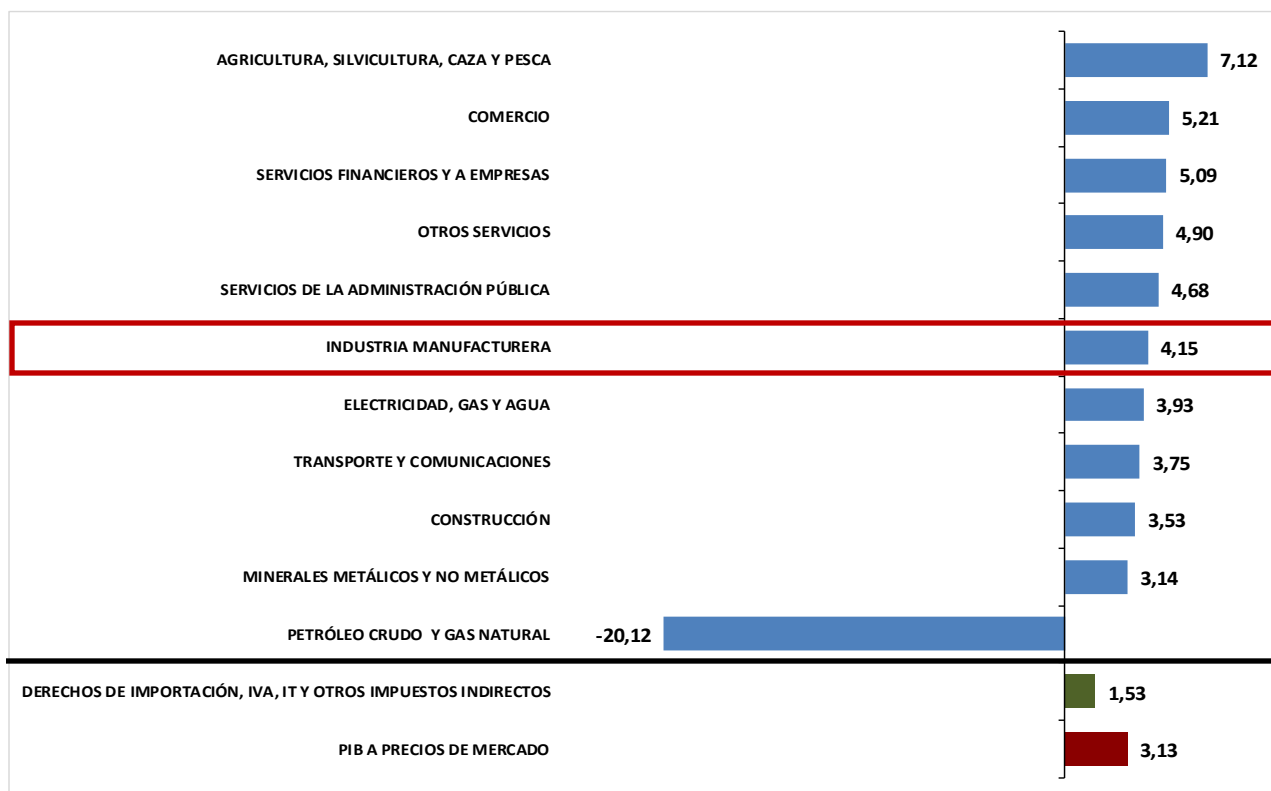 AGRICULTURA, SILVICULTURA, CAZA Y PESCA 7,12
COMERCIO 5,21
SERVICIOS FINANCIEROS Y A EMPRESAS 5,09
OTROS SERVICIOS 4,90
SERVICIOS DE LA ADMINISTRACIÓN PÚBLICA 4,68
INDUSTRIA MANUFACTURERA 4,15
ELECTRICIDAD, GAS Y AGUA 3,93
TRANSPORTE Y COMUNICACIONES 3,75
CONSTRUCCIÓN 3,53
MINERALES METÁLICOS Y NO METÁLICOS 3,14
PETRÓLEO CRUDO Y GAS NATURAL -20,12
DERECHOS DE IMPORTACIÓN, IVA, IT Y OTROS IMPUESTOS INDIRECTOS 1,53
PIB A PRECIOS DE MERCADO 3,13